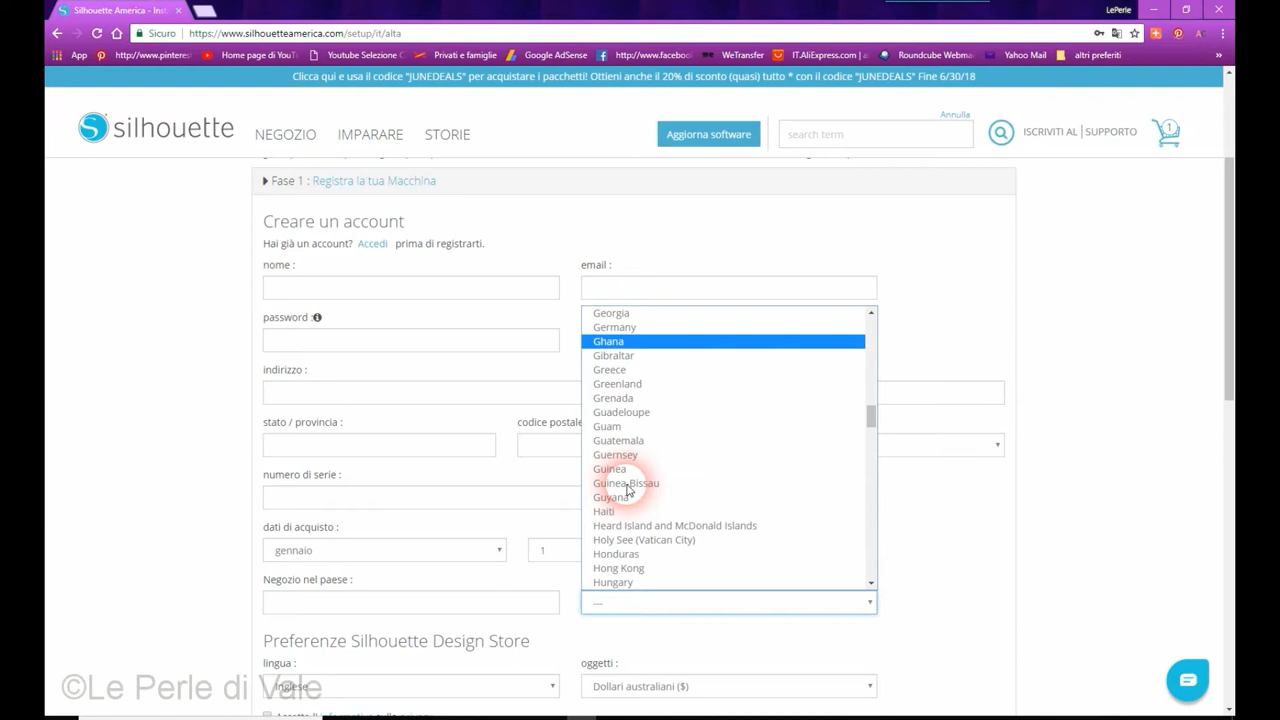 Silhouette America - Inst
LePerle
Sicuro
https://www.silhouetteamerica.com/setup/it/alta
App
http://www.pinteres
Home page di YouT
Youtube Selezione C
Privati e famiglie
Google AdSense
http://www.facebo
WeTransfer
IT.AliExpress.com | a
Roundcube Webma
Yahoo Mail
altri preferiti
Clicca qui e usa il codice "JUNEDEALS" per acquistare i pacchetti! Ottieni anche il 20% di sconto (quasi) tutto * con il codice "JUNEDEALS" Fine 6/30/18
Annulla
silhouette
NEGOZIO
IMPARARE
STORIE
Aggiorna software
search term
ISCRIVITI AL | SUPPORTO
1
Fase 1 : Registra la tua Macchina
Creare un account
Hai già un account? Accedi prima di registrarti.
nome :
email :
password :
Georgia
Germany
Ghana
Gibraltar
Greece
Greenland
Grenada
Guadeloupe
Guam
Guatemala
Guernsey
Guinea
Guinea-Bissau
Guyana
Haiti
Heard Island and McDonald Islands
Holy See (Vatican City)
Honduras
Hong Kong
Hungary
indirizzo :
stato / provincia :
codice postale
numero di serie :
dati di acquisto :
gennaio
1
Negozio nel paese :
---
Preferenze Silhouette Design Store
lingua :
oggetti :
Inglese
Dollari australiani ($)
©Le Perle di Vale